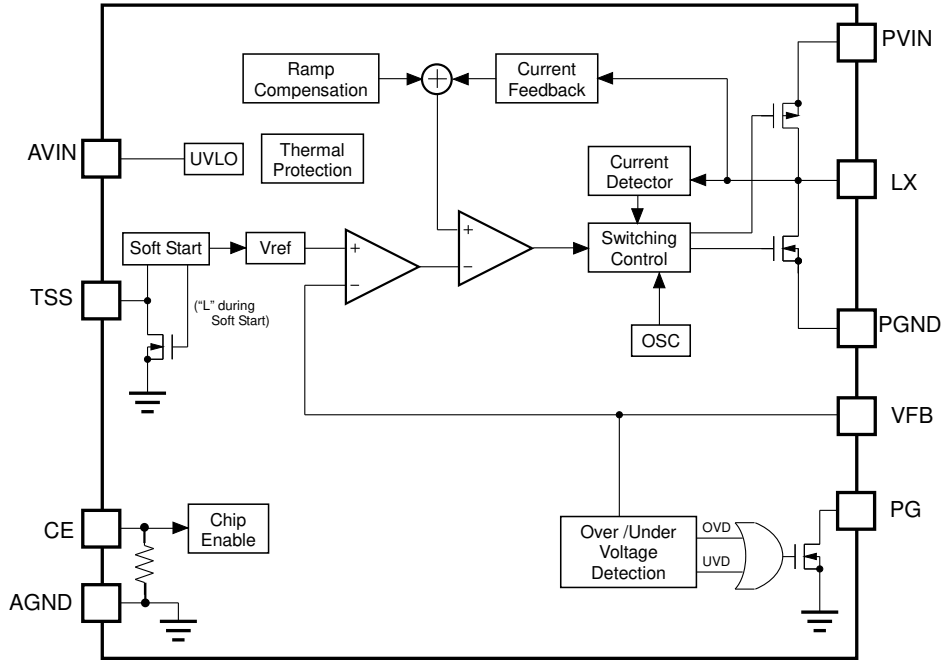 PVIN
Ramp
Compensation
+
Current
Feedback
AVIN
UVLO
Thermal
Protection
Current
Detector
LX
Soft Start
Vref
+
−
+
−
Switching
Control
TSS
("L" during
Soft Start)
OSC
PGND
VFB
CE
Chip
Enable
PG
Over /Under
Voltage
Detection
OVD
UVD
AGND